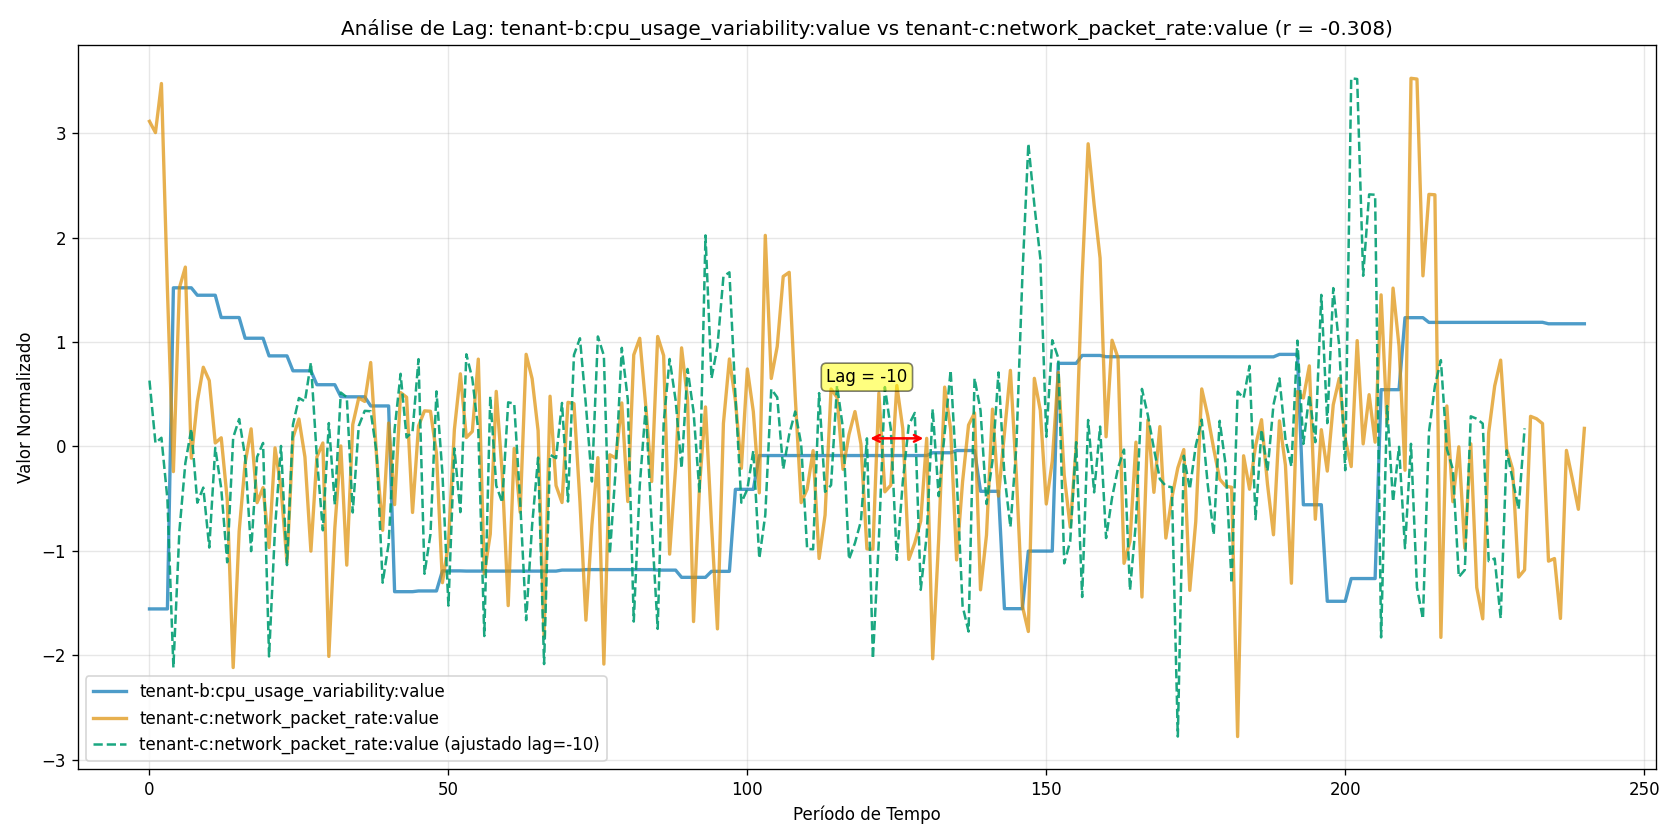 Análise de Lag: tenant-b:cpu_usage_variability:value vs tenant-c:network_packet_rate:value (r = -0.308)
Valor Normalizado
3
2
1
0
−1
−2
−3
Lag = -10
tenant-b:cpu_usage_variability:value
tenant-c:network_packet_rate:value
tenant-c:network_packet_rate:value (ajustado lag=-10)
0 50 100 150 200 250
Período de Tempo